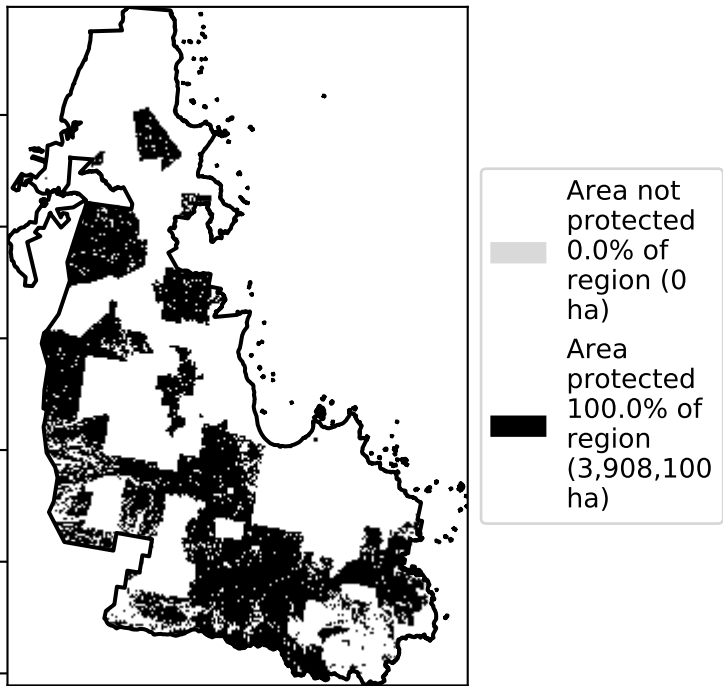 Area not
protected
0.0% of
region (0
ha)
Area
protected
100.0% of
region
(3,908,100
ha)